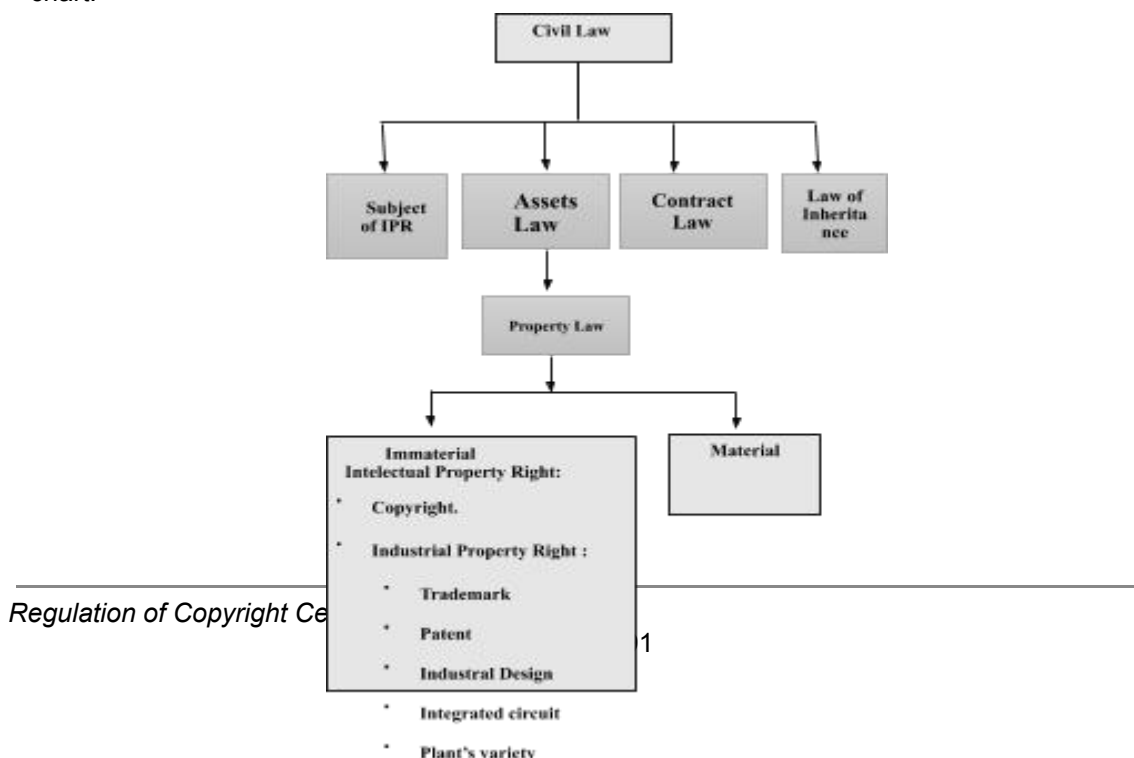 chart.
Civil Law
Subject
of IPR
Assets
Law
Contract
Law
Law of
Inherita
nce
Property Law
Immaterial
Intelectual Property Right:
Copyright.
Industrial Property Right :
Trademark
Patent
Industral Design
Integrated circuit
Plant's variety
Material
Regulation of Copyright Ce
1